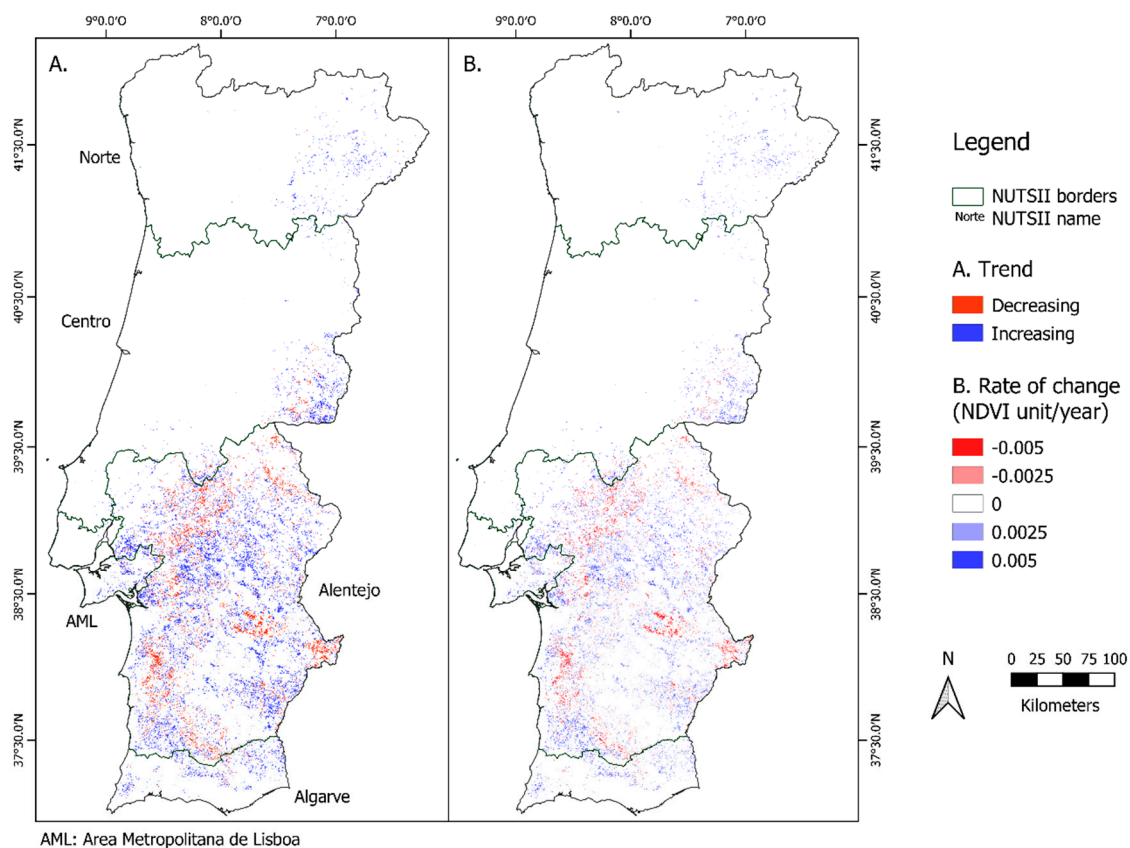 9°0.0'O 8°0.0'O 7°0.0'O
9°0.0'O 8°0.0'O 7°0.0'O
A.
B.
41°30.0'N
40°30.0'N
39°30.0'N
38°30.0'N
37°30.0'N
Norte
Centro
AML
Alentejo
Algarve
41°30.0'N
40°30.0'N
39°30.0'N
38°30.0'N
37°30.0'N
Legend
NUTSII borders
Norte NUTSII name
A. Trend
Decreasing
Increasing
B. Rate of change
(NDVI unit/year)
-0.005
-0.0025
0
0.0025
0.005
N
0 25 50 75 100
Kilometers
AML: Area Metropolitana de Lisboa